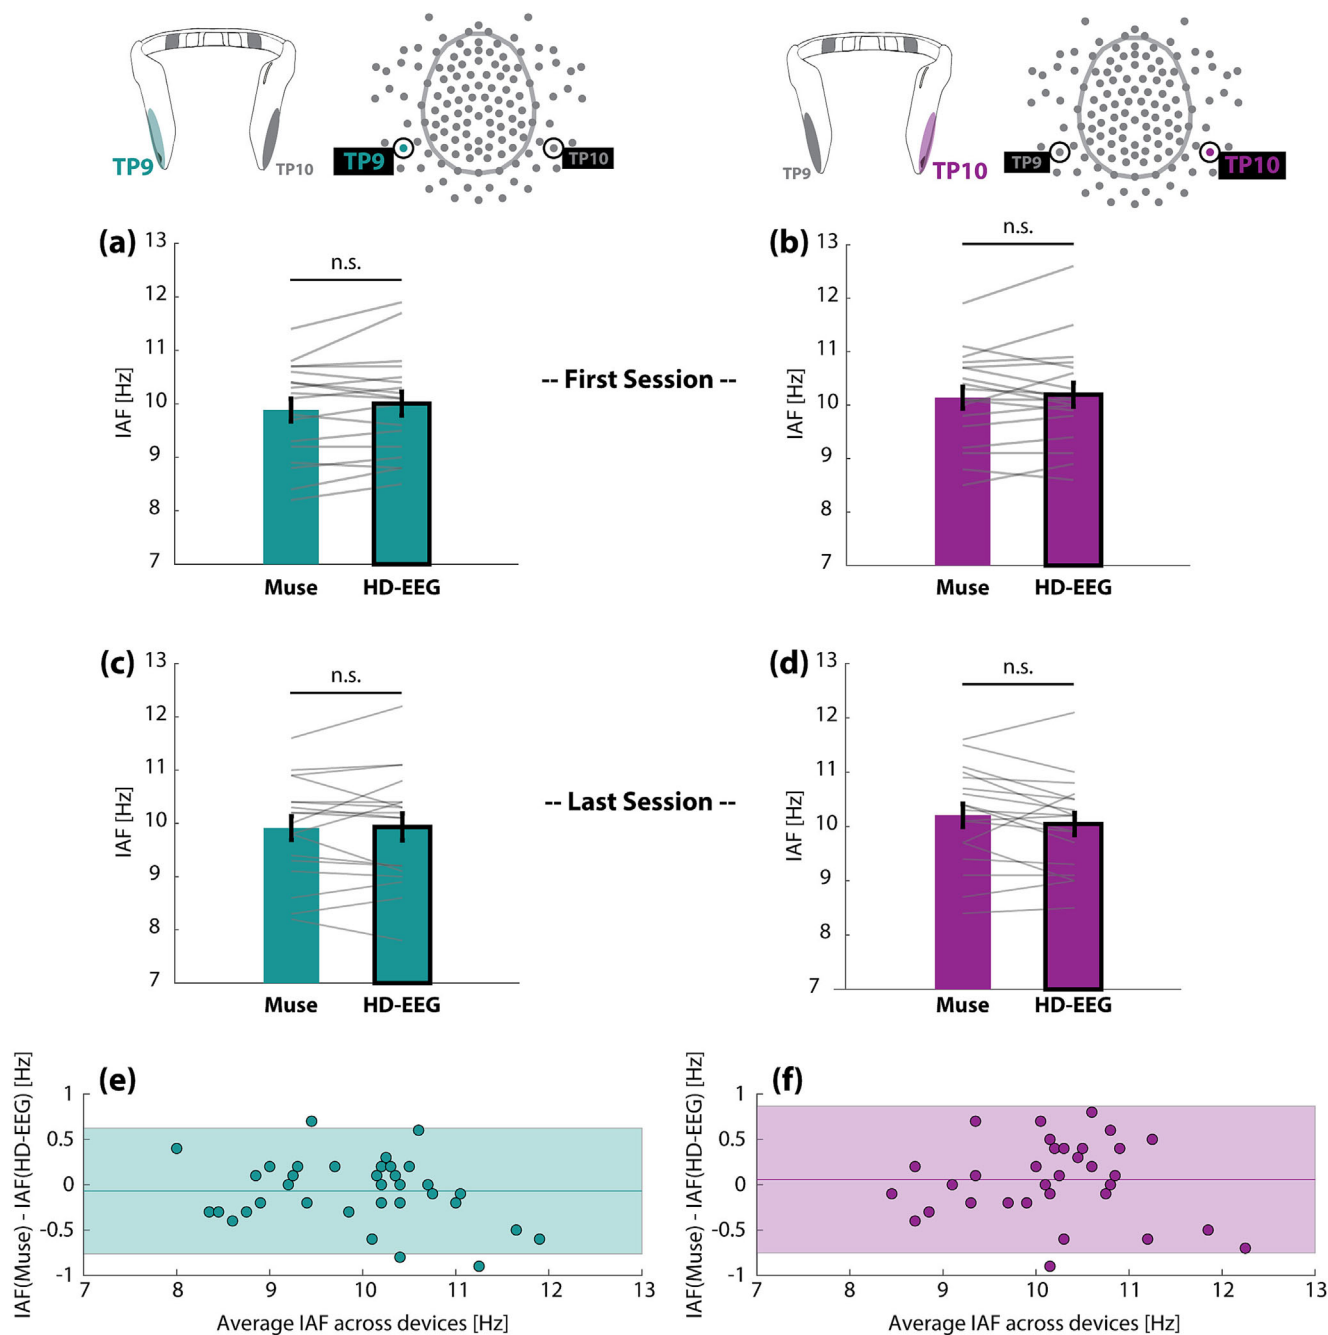 TP9
TP10
TP9
TP10
TP9
TP10
TP9
TP10
(a)
13
12
11
10
9
8
7
IAF [Hz]
n.s.
Muse
HD-EEG
-- First Session --
(b)
13
12
11
10
9
8
7
IAF [Hz]
n.s.
Muse
HD-EEG
(c)
13
12
11
10
9
8
7
IAF [Hz]
n.s.
Muse
HD-EEG
-- Last Session --
(d)
13
12
11
10
9
8
7
IAF [Hz]
n.s.
Muse
HD-EEG
(e)
IAF(Muse) - IAF(HD-EEG) [Hz]
1
0.5
0
-0.5
-1
7 8 9 10 11 12 13
Average IAF across devices [Hz]
(f)
IAF(Muse) - IAF(HD-EEG) [Hz]
1
0.5
0
-0.5
-1
7 8 9 10 11 12 13
Average IAF across devices [Hz]